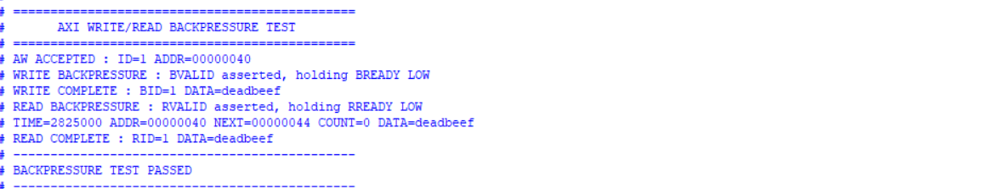 # ==============================================
#       AXI WRITE/READ BACKPRESSURE TEST
# ==============================================
# AW ACCEPTED : ID=1 ADDR=00000040
# WRITE BACKPRESSURE : BVALID asserted, holding BREADY LOW
# WRITE COMPLETE : BID=1 DATA=deadbeef
# READ BACKPRESSURE : RVALID asserted, holding RREADY LOW
# TIME=2825000 ADDR=00000040 NEXT=00000044 COUNT=0 DATA=deadbeef
# READ COMPLETE : RID=1 DATA=deadbeef
# ----------------------------------------------
# BACKPRESSURE TEST PASSED
# ----------------------------------------------